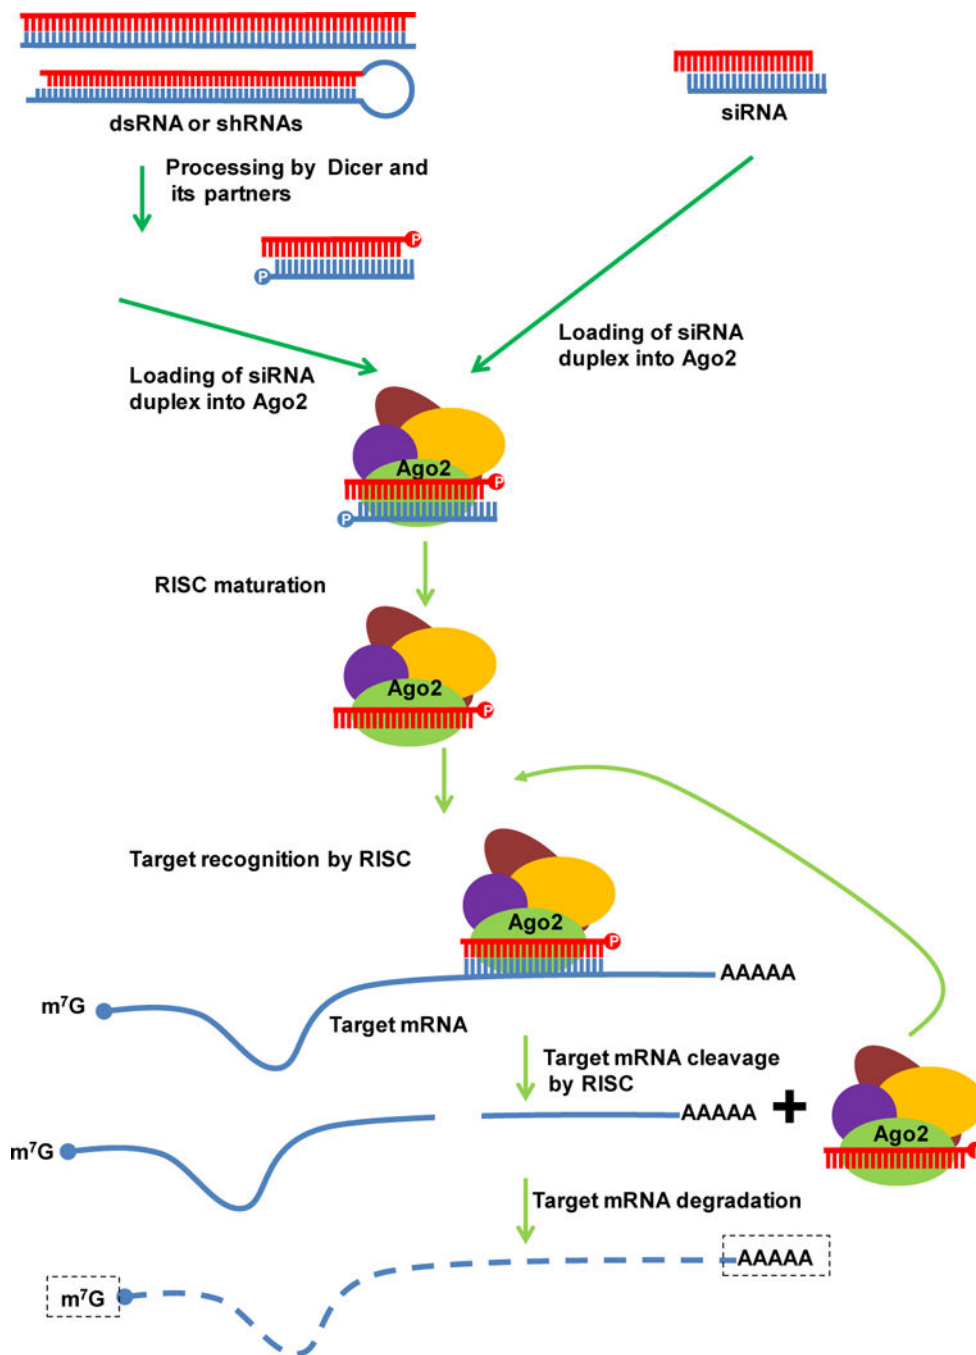 dsRNA or shRNAs
siRNA
Processing by Dicer and
its partners
P
P
Loading of siRNA
duplex into Ago2
Loading of siRNA
duplex into Ago2
Ago2
P
P
RISC maturation
Ago2
P
Target recognition by RISC
Ago2
P
AAAAA
m⁷G
Target mRNA
Target mRNA cleavage
by RISC
AAAAA
+
Ago2
m⁷G
Target mRNA degradation
AAAAA
m⁷G